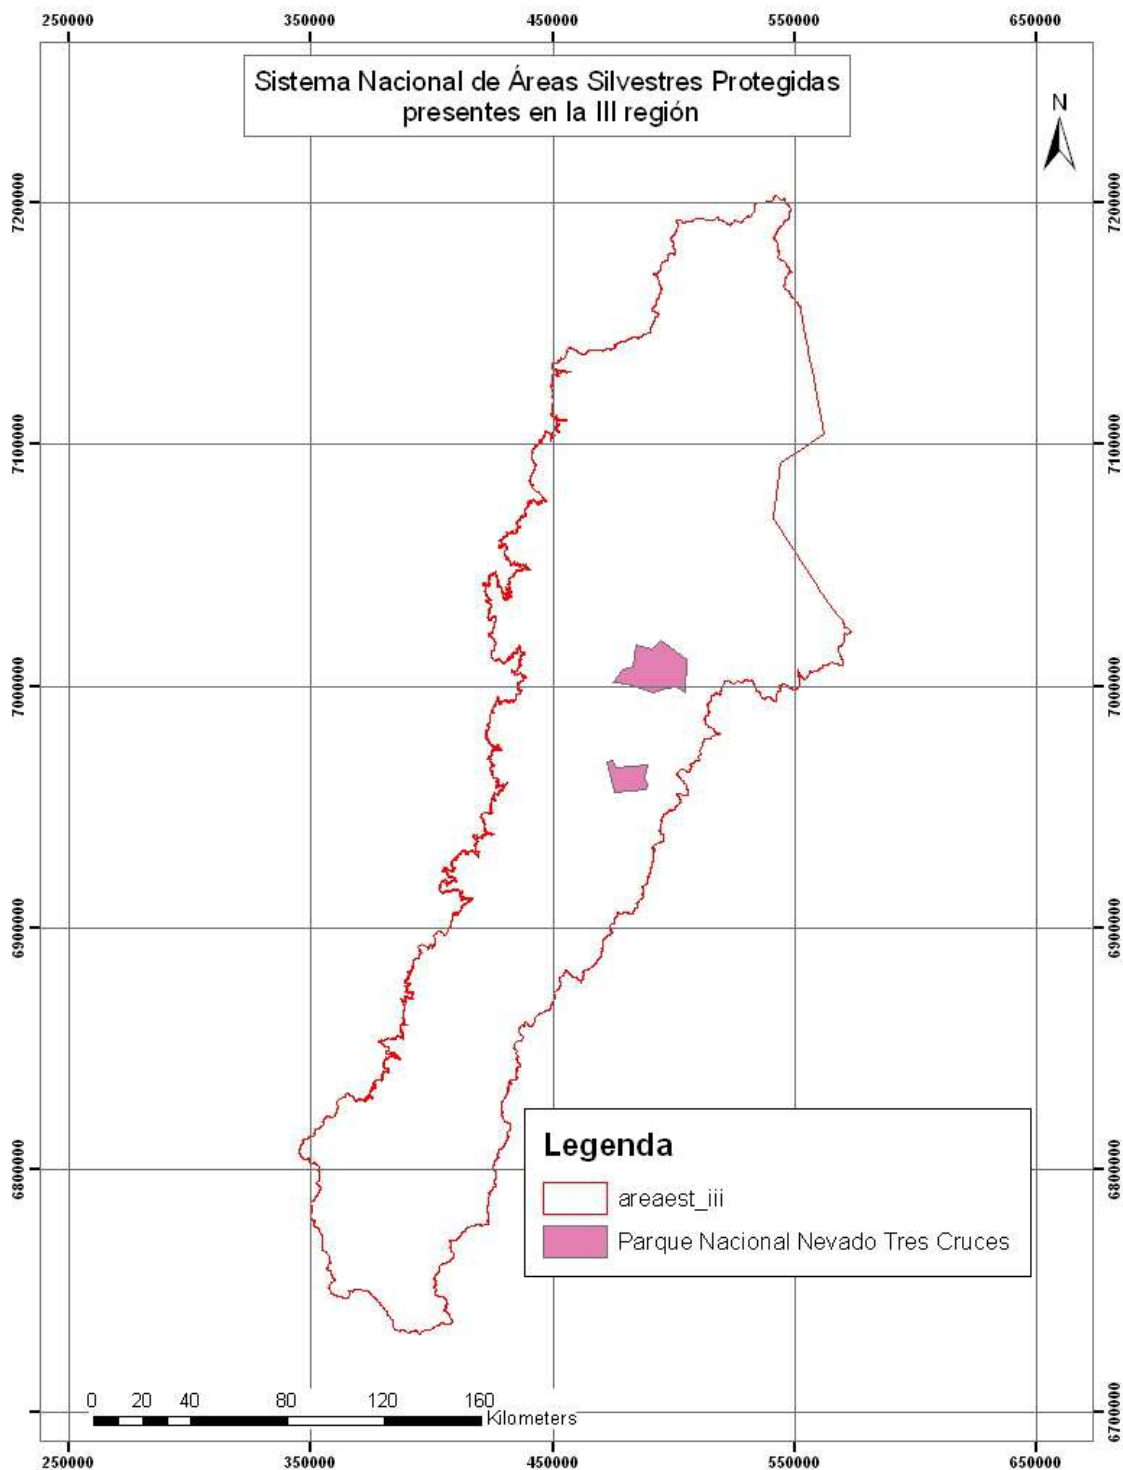 250000 350000 450000 550000 650000
Sistema Nacional de Áreas Silvestres Protegidas
presentes en la III región
N
7200000 7200000
7100000 7100000
7000000 7000000
6900000 6900000
6800000 6800000
6700000 6700000
Legenda
areaest_iii
Parque Nacional Nevado Tres Cruces
0 20 40 80 120 160
Kilometers
250000 350000 450000 550000 650000